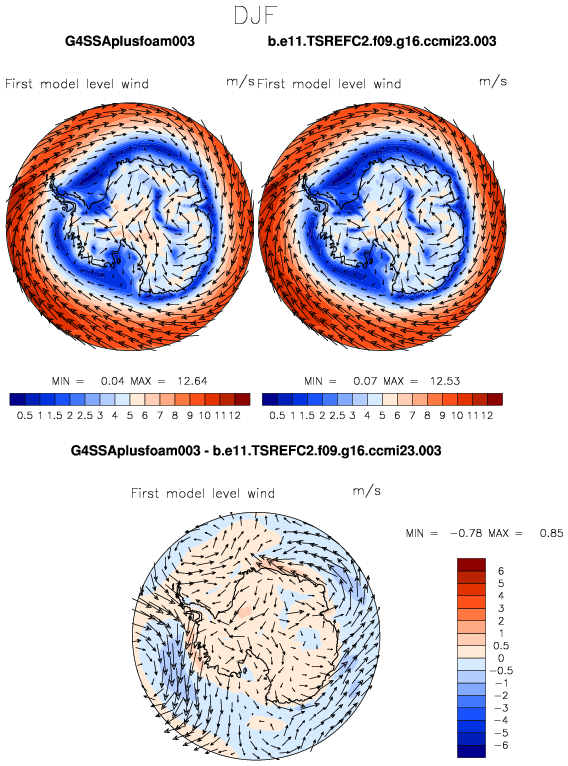 DJF
G4SSAplusfoam003 b.e11.TSREFC2.f09.g16.ccmi23.003
First model level wind m/s First model level wind m/s
MIN = 0.04 MAX = 12.64 MIN = 0.07 MAX = 12.53
0.5 1 1.5 2 2.5 3 4 5 6 7 8 9 10 11 12 0.5 1 1.5 2 2.5 3 4 5 6 7 8 9 10 11 12
G4SSAplusfoam003 - b.e11.TSREFC2.f09.g16.ccmi23.003
First model level wind m/s
MIN = -0.78 MAX = 0.85
6
5
4
3
2
1
0.5
0
-0.5
-1
-2
-3
-4
-5
-6